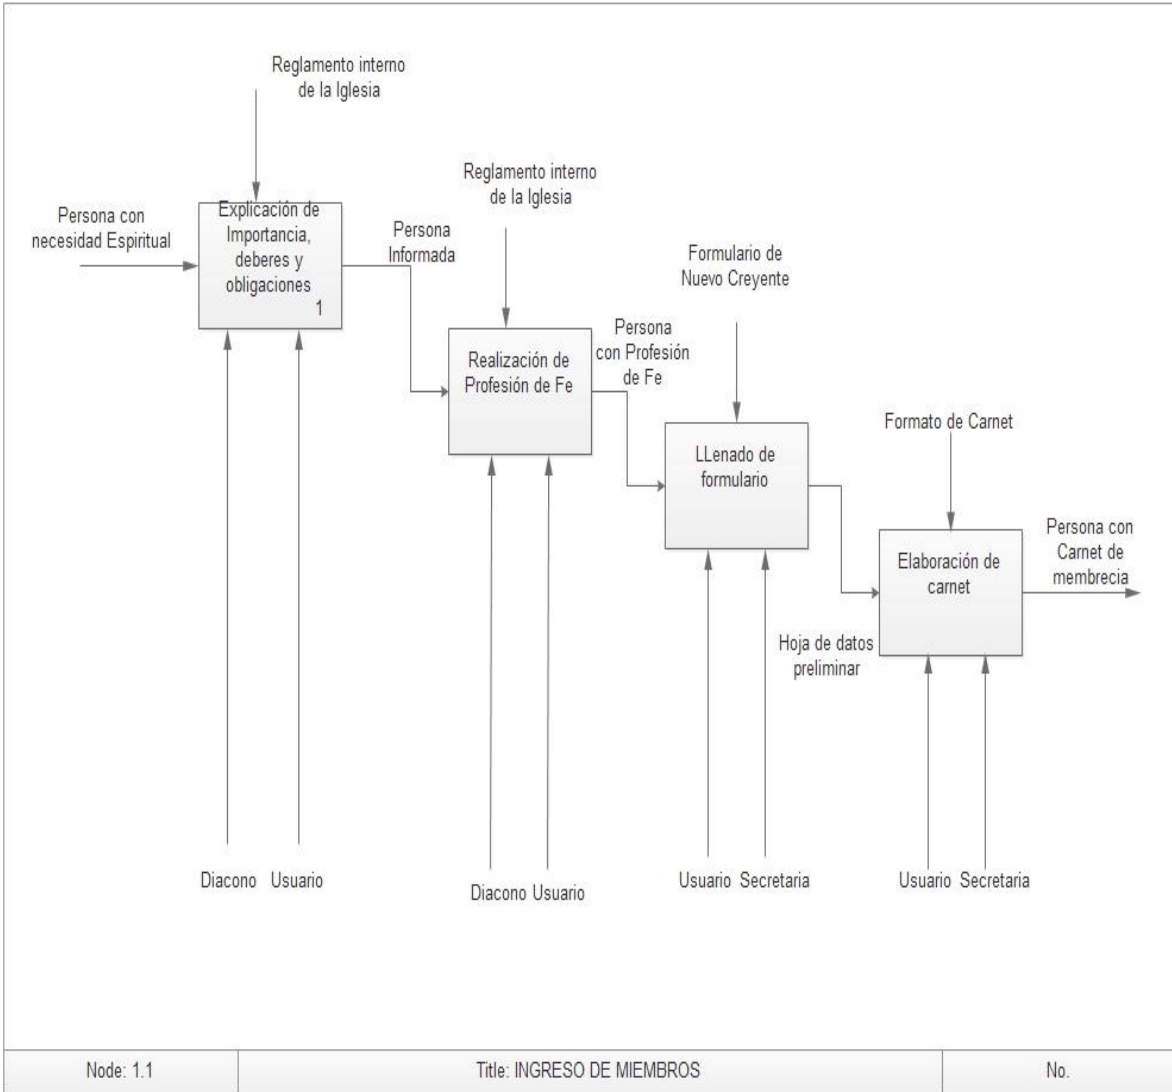 Reglamento interno
de la Iglesia
Persona con
necesidad Espiritual
Explicación de
Importancia,
deberes y
obligaciones
1
Persona
Informada
Reglamento interno
de la Iglesia
Realización de
Profesión de Fe
Persona
con Profesión
de Fe
Formulario de
Nuevo Creyente
LLenado de
formulario
Formato de Carnet
Elaboración de
carnet
Persona con
Carnet de
membrecia
Hoja de datos
preliminar
Diacono Usuario
Diacono Usuario
Usuario Secretaria
Usuario Secretaria
Node: 1.1
Title: INGRESO DE MIEMBROS
No.